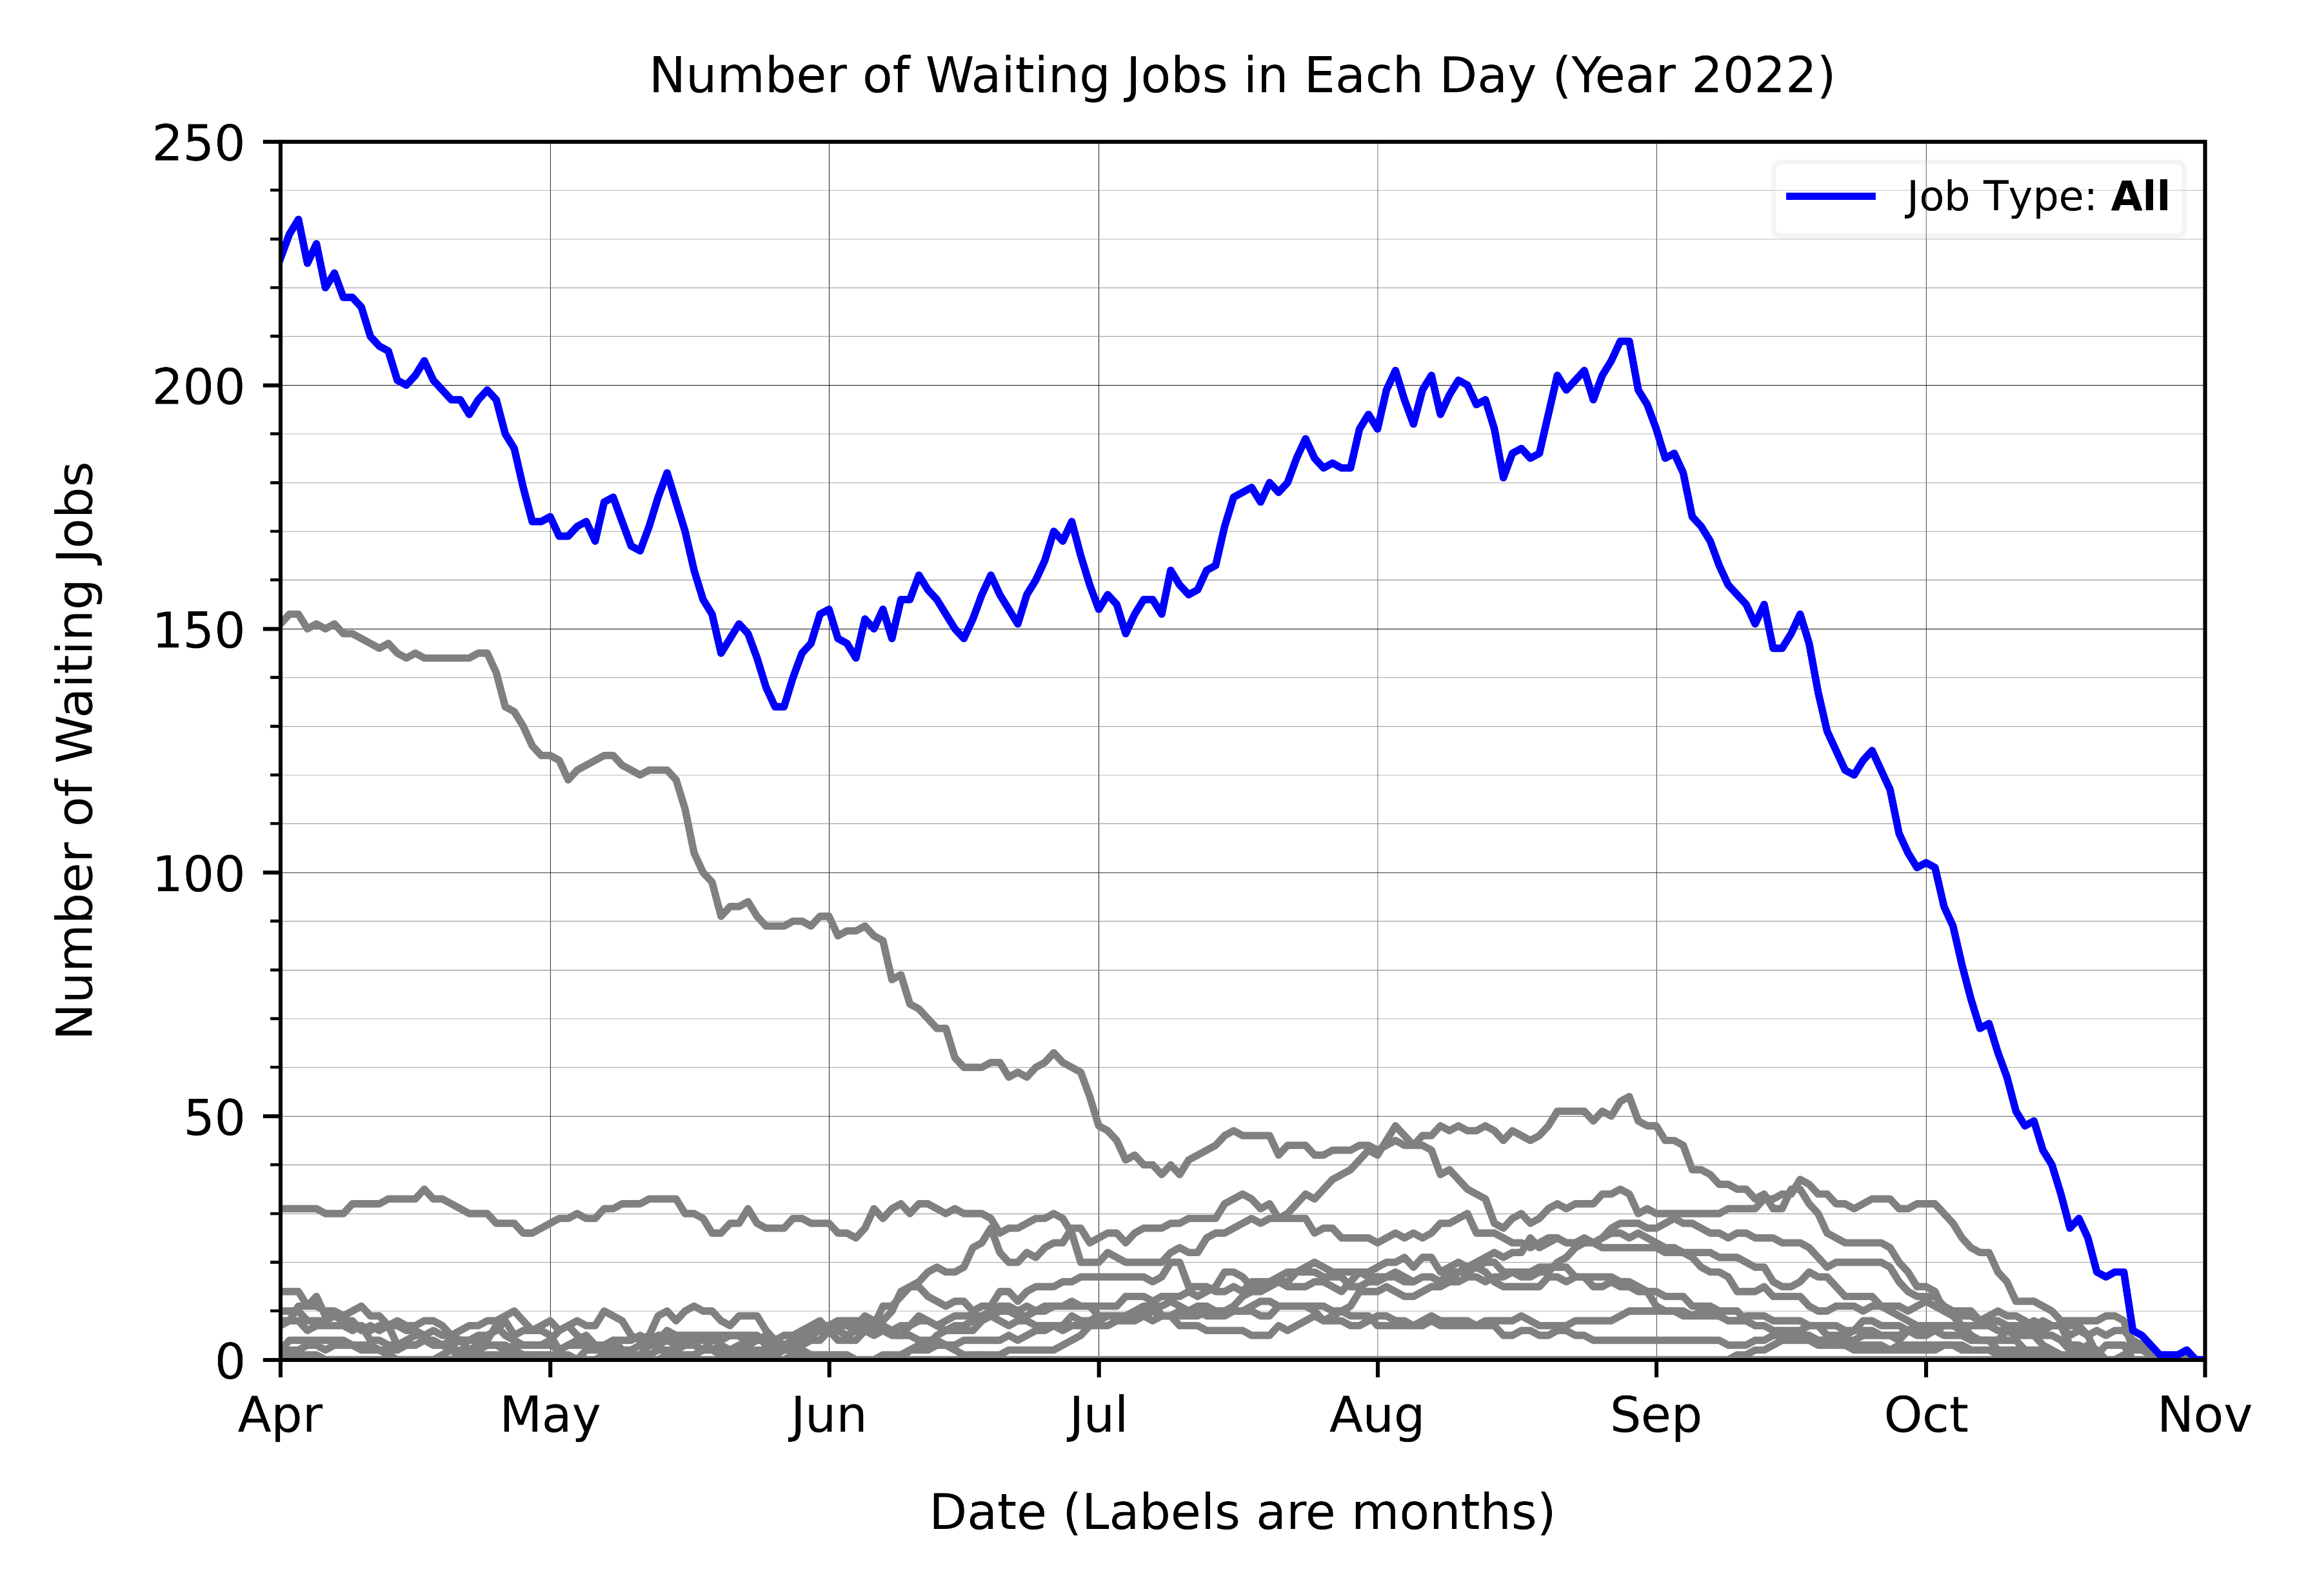 Number of Waiting Jobs in Each Day (Year 2022)
250
200
150
100
50
0
Number of Waiting Jobs
Job Type: All
Apr May Jun Jul Aug Sep Oct Nov
Date (Labels are months)